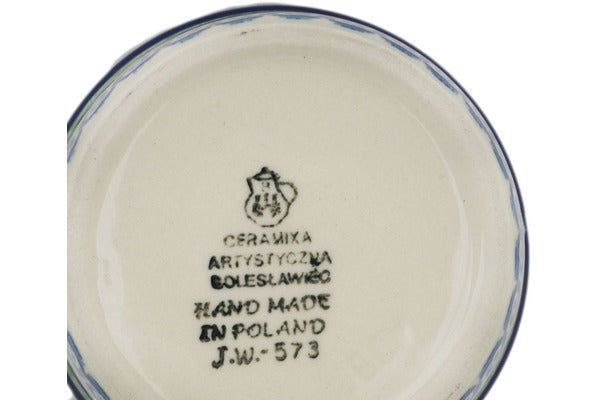 CERAMIKA
ARTYSTYCZNA
BOLESŁAWIEC
HAND MADE
IN POLAND
J.W.-573